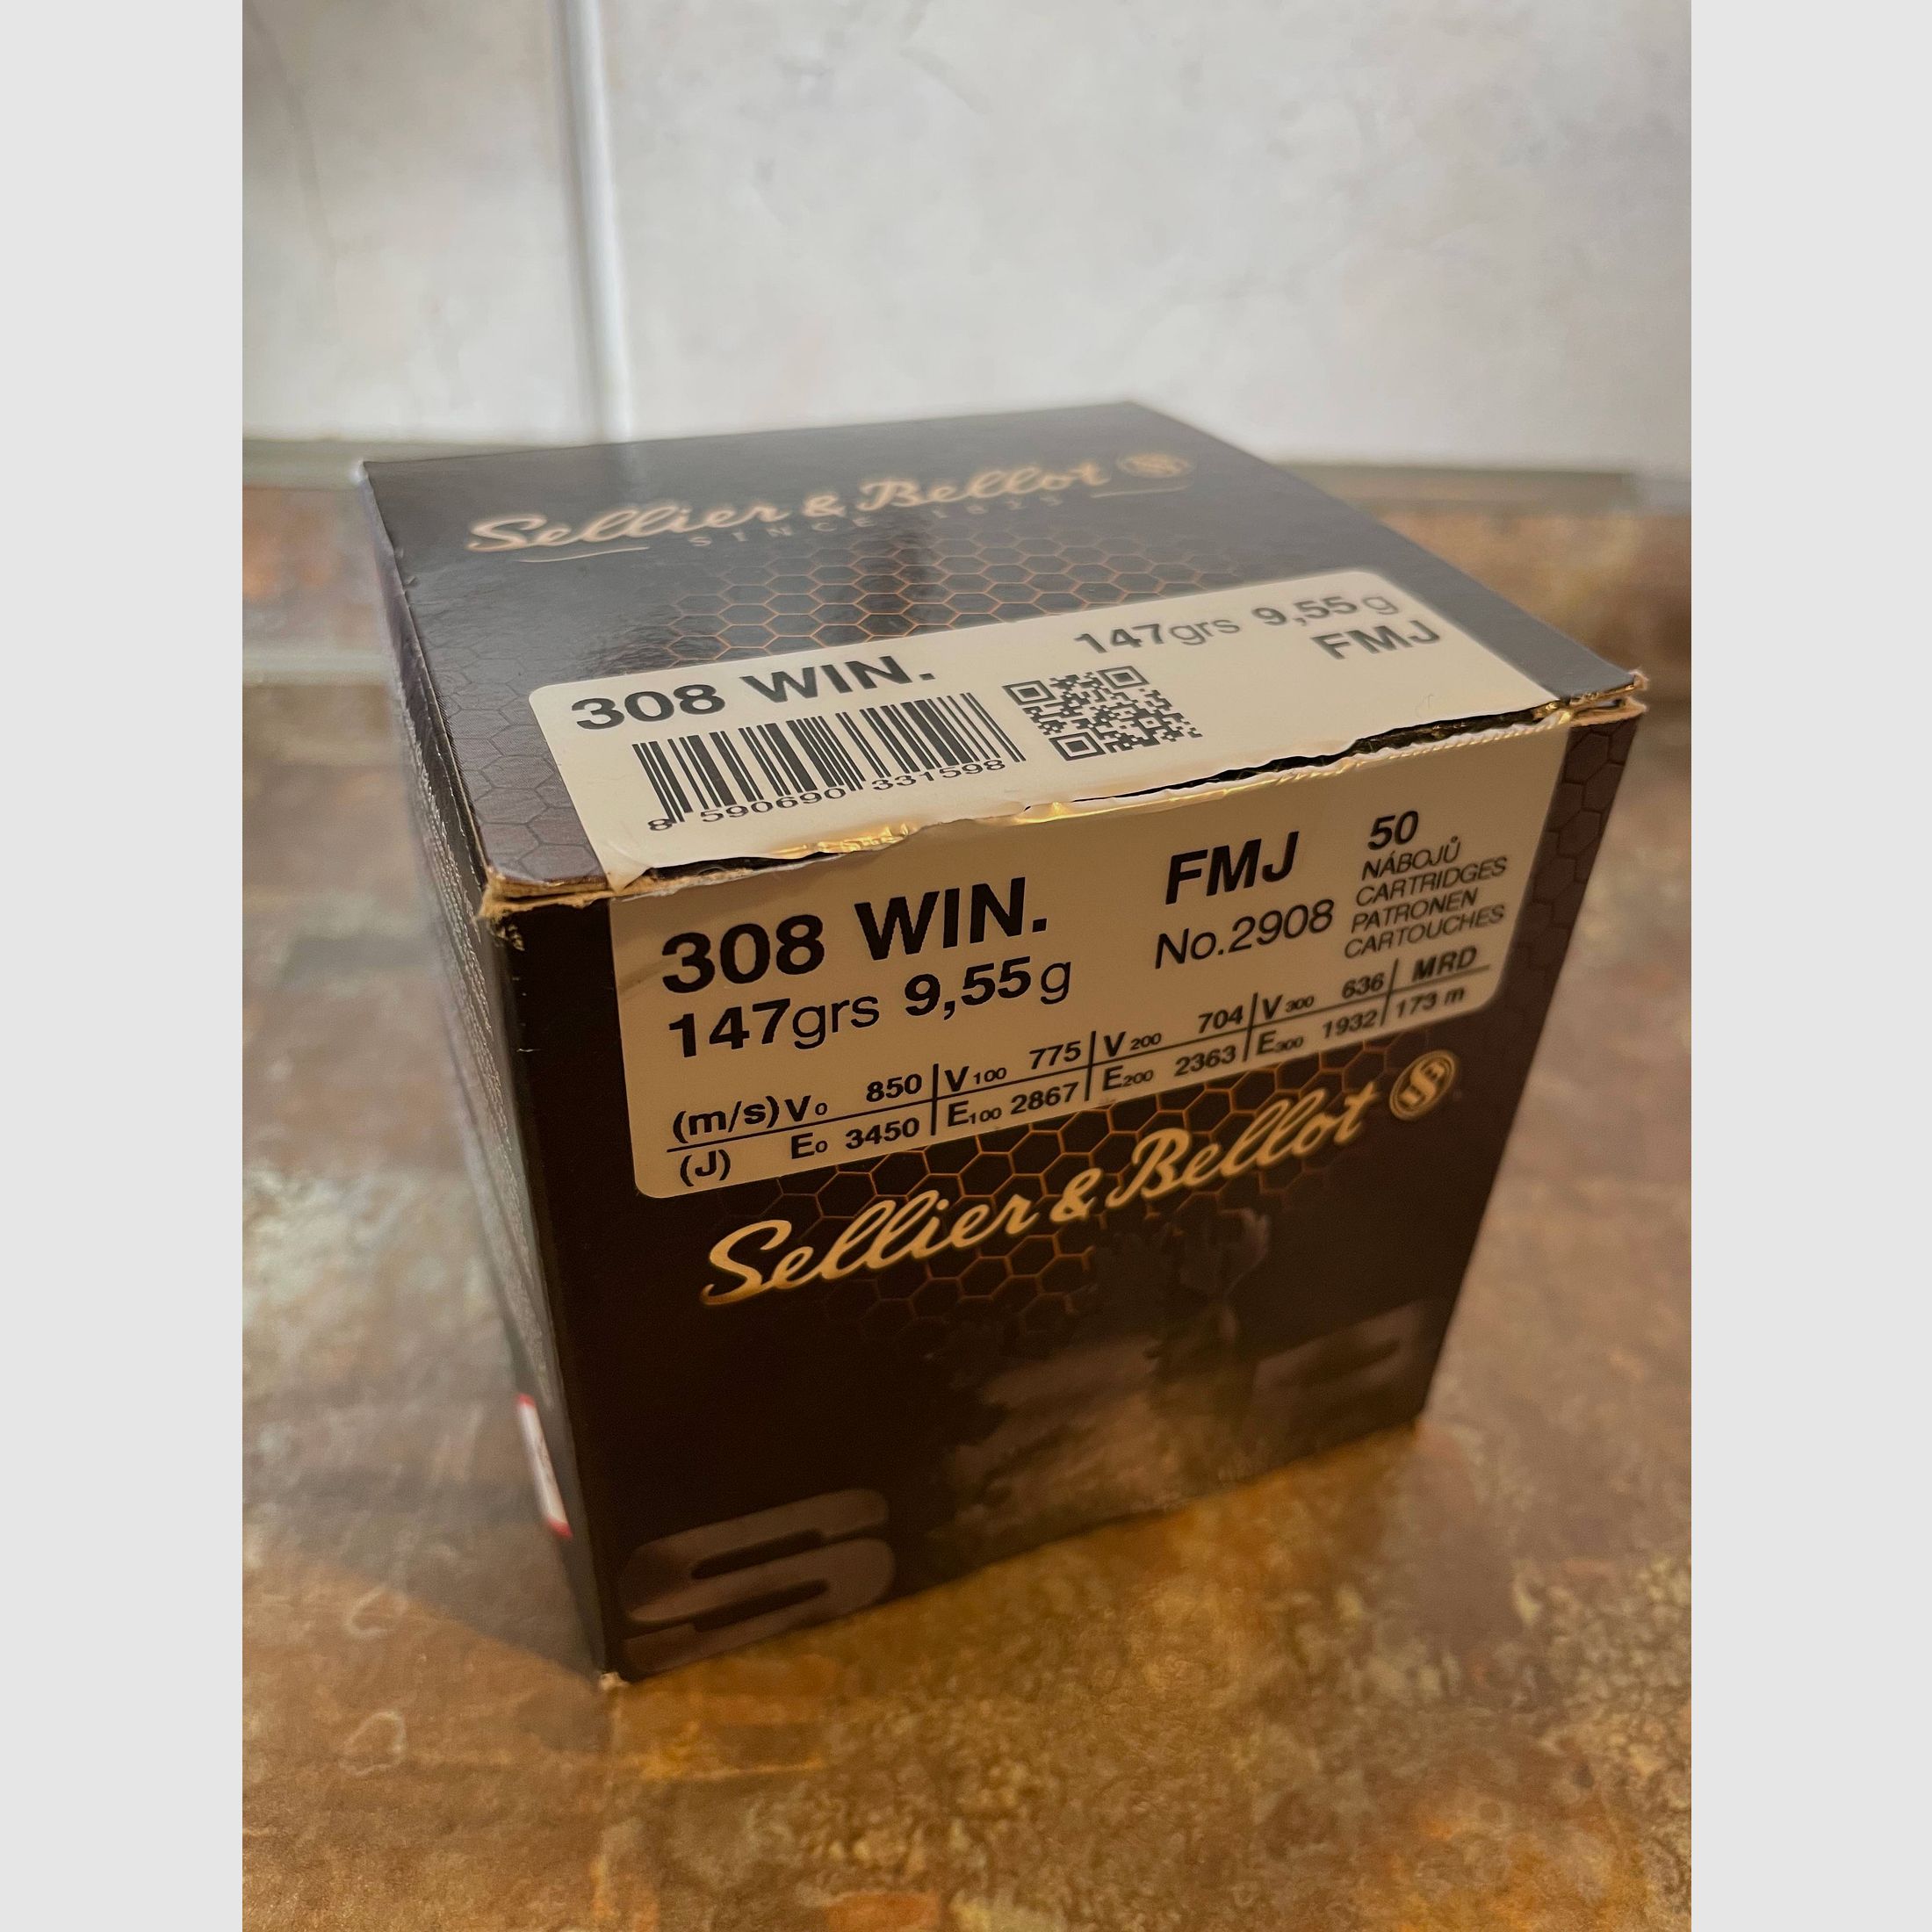 Sellier & Bellot
SINCE 1825
308 WIN.
147grs 9,55 g
FMJ
8 590690 331598
308 WIN.
147grs 9,55 g
FMJ
No.2908
50
NÁBOJŮ
CARTRIDGES
PATRONEN
CARTOUCHES
(m/s) V0 850 V100 775 V200 704 V300 636 MRD
(J) E0 3450 E100 2867 E200 2363 E300 1932 173 m
Sellier & Bellot
S